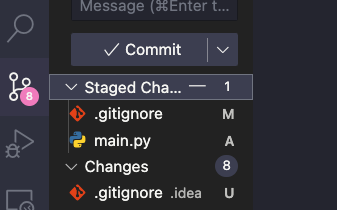 Message (⌘Enter t...
Commit
8
Staged Cha... 1
.gitignore M
main.py A
Changes 8
.gitignore .idea U